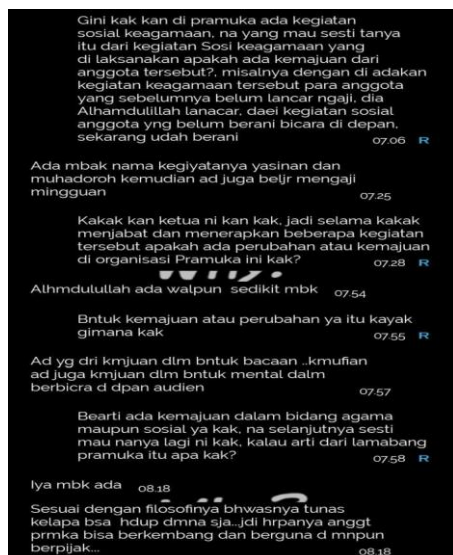 Gini kak kan di pramuka ada kegiatan
sosial keagamaan, na yang mau sesti tanya
itu dari kegiatan Sosi keagamaan yang
di laksanakan apakah ada kemajuan dari
anggota tersebut?, misalnya dengan di adakan
kegiatan keagamaan tersebut para anggota
yang sebelumnya belum lancar ngaji, dia
Alhamdulillah lanacar, daei kegiatan sosial
anggota yng belum berani bicara di depan,
sekarang udah berani 07.06 R
Ada mbak nama kegiyatanya yasinan dan
muhadoroh kemudian ad juga beljr mengaji
mingguan 07.25
Kakak kan ketua ni kan kak, jadi selama kakak
menjabat dan menerapkan beberapa kegiatan
tersebut apakah ada perubahan atau kemajuan
di organisasi Pramuka ini kak? 07.28 R
Alhmdulullah ada walpun sedikit mbk 07.54
Bntuk kemajuan atau perubahan ya itu kayak
gimana kak 07.55 R
Ad yg dri kmjuan dlm bntuk bacaan ..kmufian
ad juga kmjuan dlm bntuk mental dalm
berbicra d dpan audien 07.57
Bearti ada kemajuan dalam bidang agama
maupun sosial ya kak, na selanjutnya sesti
mau nanya lagi ni kak, kalau arti dari lamabang
pramuka itu apa kak? 07.58 R
Iya mbk ada 08.18
Sesuai dengan filosofinya bhwasnya tunas
kelapa bsa hdup dmna sja..jdi hrpanya anggt
prmka bisa berkembang dan berguna d mnpun
berpijak... 08.18